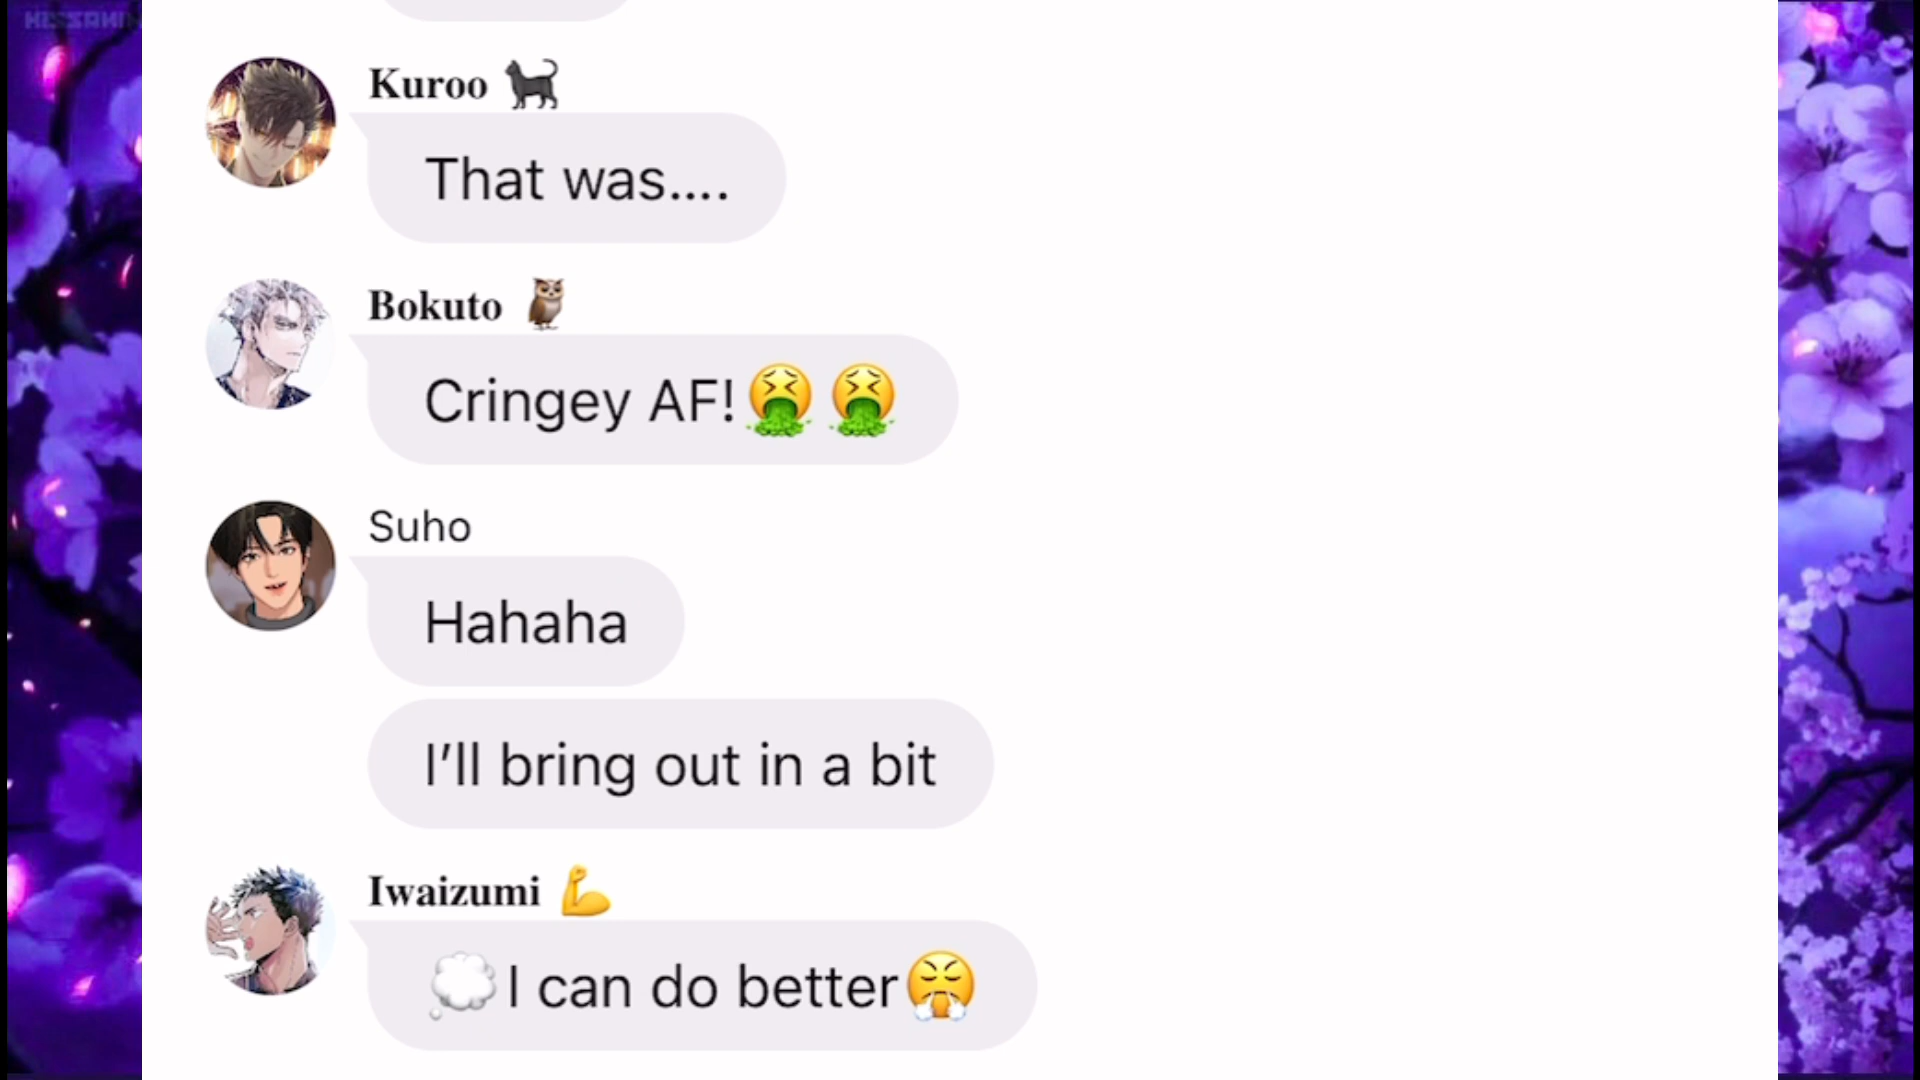 Kuroo 🐈‍⬛
That was....
Bokuto 🦉
Cringey AF!🤮🤮
Suho
Hahaha
I’ll bring out in a bit
Iwaizumi 💪
💭I can do better😤